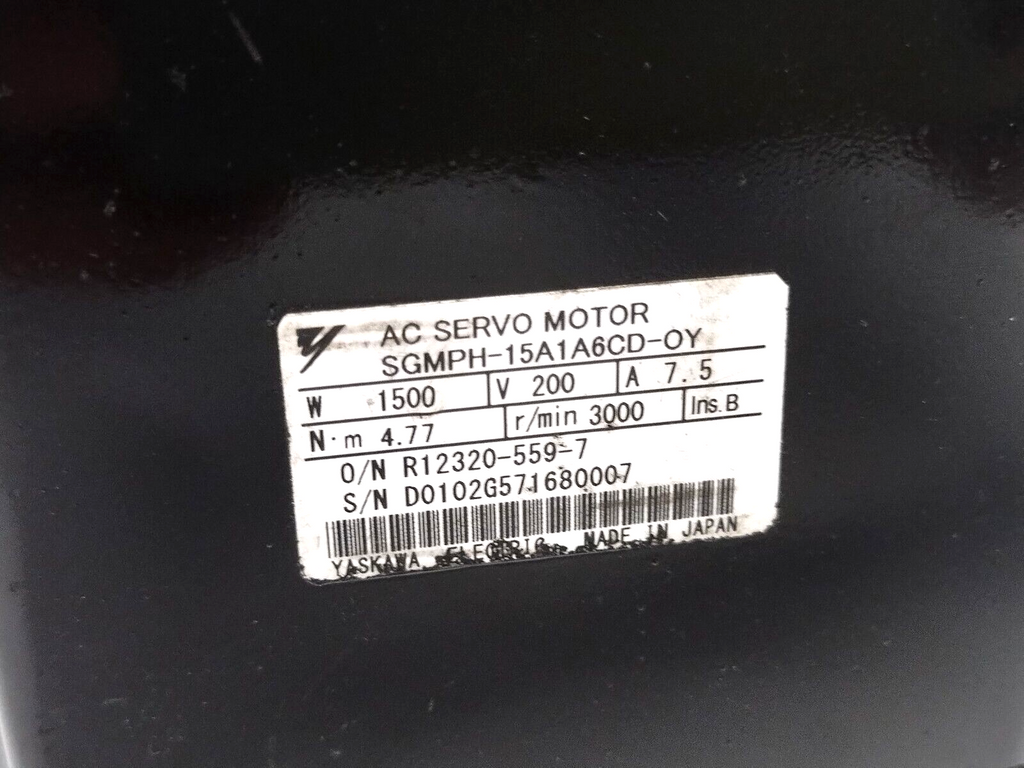 AC SERVO MOTOR
SGMPH-15A1A6CD-OY
W 1500 V 200 A 7.5
N·m 4.77 r/min 3000 Ins.B
O/N R12320-559-7
S/N D0102G571680007
YASKAWA ELECTRIC MADE IN JAPAN